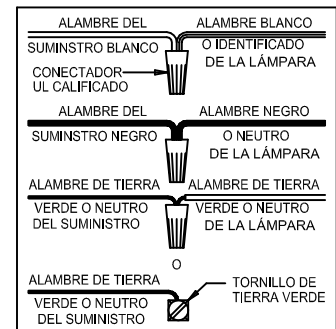 ALAMBRE DEL ALAMBRE BLANCO
SUMINSTRO BLANCO O IDENTIFICADO
CONECTADOR DE LA LÁMPARA
UL CALIFICADO
ALAMBRE DEL ALAMBRE NEGRO
SUMINSTRO NEGRO O NEUTRO
DE LA LÁMPARA
ALAMBRE DE TIERRA ALAMBRE DE TIERRA
VERDE O NEUTRO VERDE O NEUTRO
DEL SUMINISTRO DE LA LÁMPARA
O
ALAMBRE DE TIERRA TORNILLO DE
VERDE O NEUTRO TIERRA VERDE
DEL SUMINISTRO